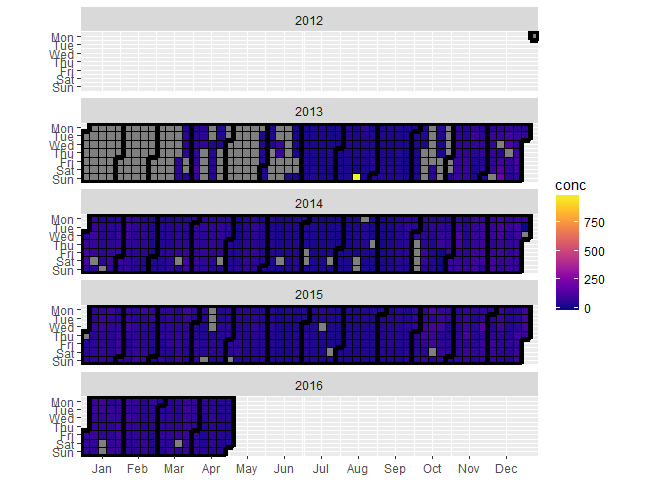 2012
Mon
Tue
Wed
Thu
Fri
Sat
Sun
2013
Mon
Tue
Wed
Thu
Fri
Sat
Sun
conc
750
500
250
0
2014
Mon
Tue
Wed
Thu
Fri
Sat
Sun
2015
Mon
Tue
Wed
Thu
Fri
Sat
Sun
2016
Mon
Tue
Wed
Thu
Fri
Sat
Sun
Jan Feb Mar Apr May Jun Jul Aug Sep Oct Nov Dec